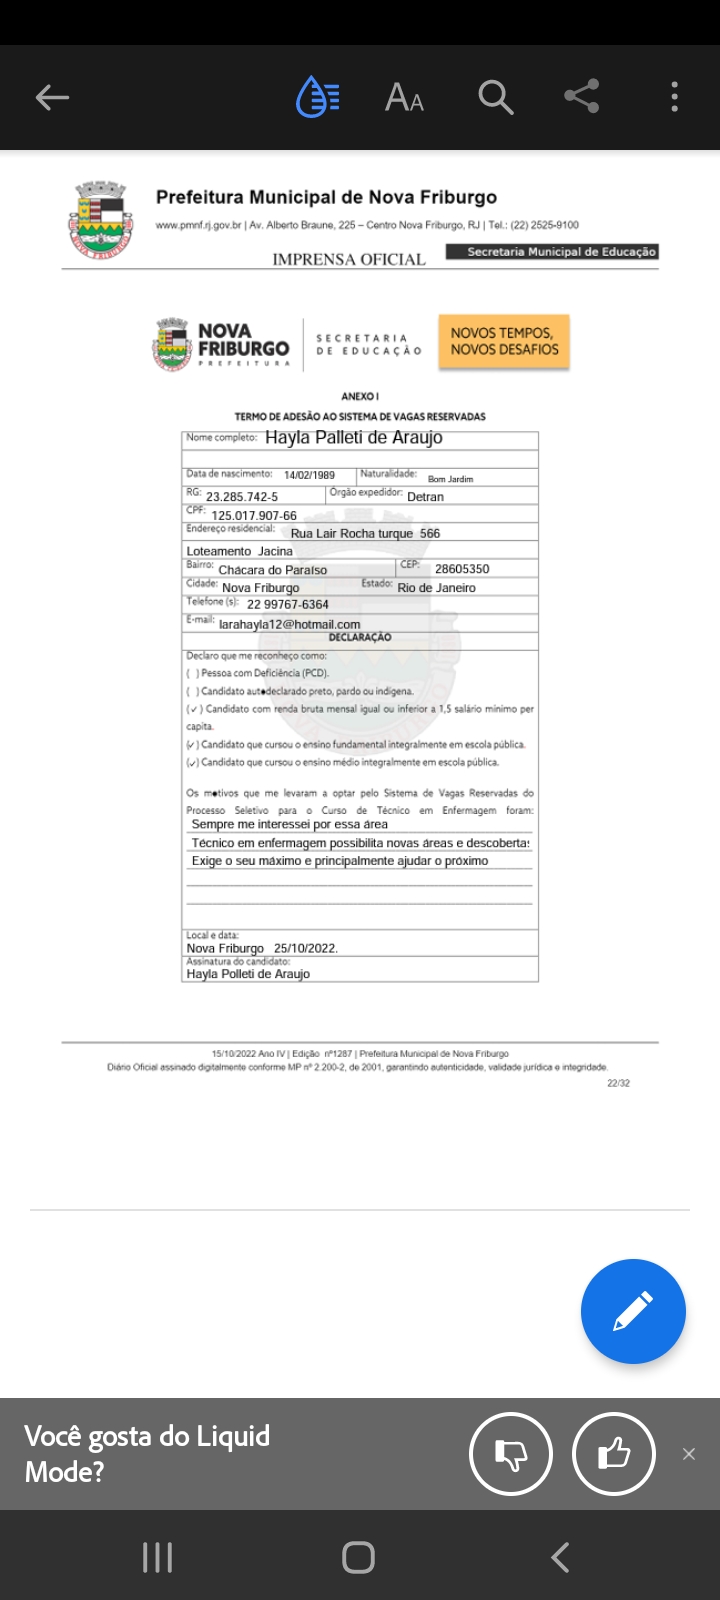 Prefeitura Municipal de Nova Friburgo
www.pmnf.rj.gov.br | Av. Alberto Braune, 225 – Centro Nova Friburgo, RJ | Tel.: (22) 2525-9100
IMPRENSA OFICIAL
Secretaria Municipal de Educação
NOVA FRIBURGO
PREFEITURA
SECRETARIA
DE EDUCAÇÃO
NOVOS TEMPOS,
NOVOS DESAFIOS
ANEXO I
TERMO DE ADESÃO AO SISTEMA DE VAGAS RESERVADAS
Nome completo: Hayla Palleti de Araujo
Data de nascimento: 14/02/1989 Naturalidade: Bom Jardim
RG: 23.285.742-5 Órgão expedidor: Detran
CPF: 125.017.907-66
Endereço residencial: Rua Lair Rocha turque 566
Loteamento Jacina
Bairro: Chácara do Paraíso CEP: 28605350
Cidade: Nova Friburgo Estado: Rio de Janeiro
Telefone (s): 22 99767-6364
E-mail: larahayla12@hotmail.com
DECLARAÇÃO
Declaro que me reconheço como:
( ) Pessoa com Deficiência (PCD).
( ) Candidato autodeclarado preto, pardo ou indígena.
(✓) Candidato com renda bruta mensal igual ou inferior a 1,5 salário mínimo per
capita.
(✓) Candidato que cursou o ensino fundamental integralmente em escola pública.
(✓) Candidato que cursou o ensino médio integralmente em escola pública.
Os motivos que me levaram a optar pelo Sistema de Vagas Reservadas do
Processo Seletivo para o Curso de Técnico em Enfermagem foram:
Sempre me interessei por essa área
Técnico em enfermagem possibilita novas áreas e descobertas
Exige o seu máximo e principalmente ajudar o próximo
Local e data:
Nova Friburgo 25/10/2022.
Assinatura do candidato:
Hayla Polleti de Araujo
15/10/2022 Ano IV | Edição nº1287 | Prefeitura Municipal de Nova Friburgo
Diário Oficial assinado digitalmente conforme MP nº 2.200-2, de 2001, garantindo autenticidade, validade jurídica e integridade.
22/32
Você gosta do Liquid
Mode?